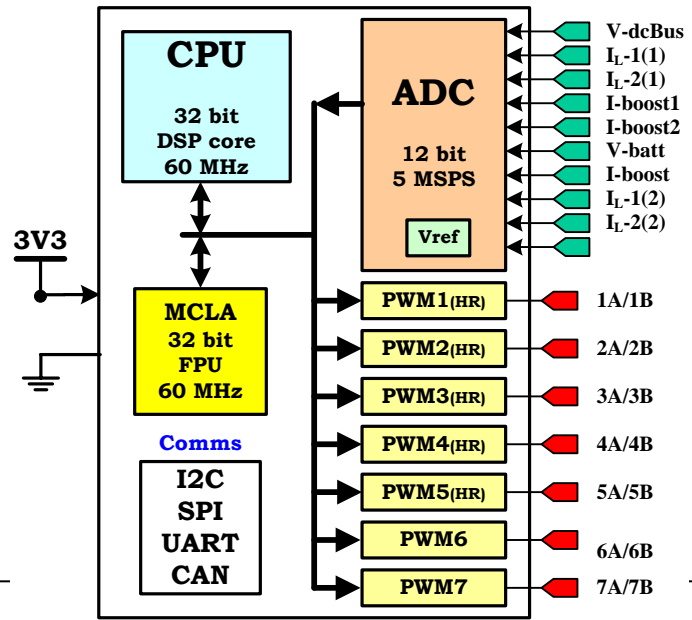 CPU
32 bit
DSP core
60 MHz
ADC
12 bit
5 MSPS
Vref
V-dcBus
IL-1(1)
IL-2(1)
I-boost1
I-boost2
V-batt
I-boost
IL-1(2)
IL-2(2)
3V3
MCLA
32 bit
FPU
60 MHz
Comms
I2C
SPI
UART
CAN
PWM1(HR)
1A/1B
PWM2(HR)
2A/2B
PWM3(HR)
3A/3B
PWM4(HR)
4A/4B
PWM5(HR)
5A/5B
PWM6
6A/6B
PWM7
7A/7B